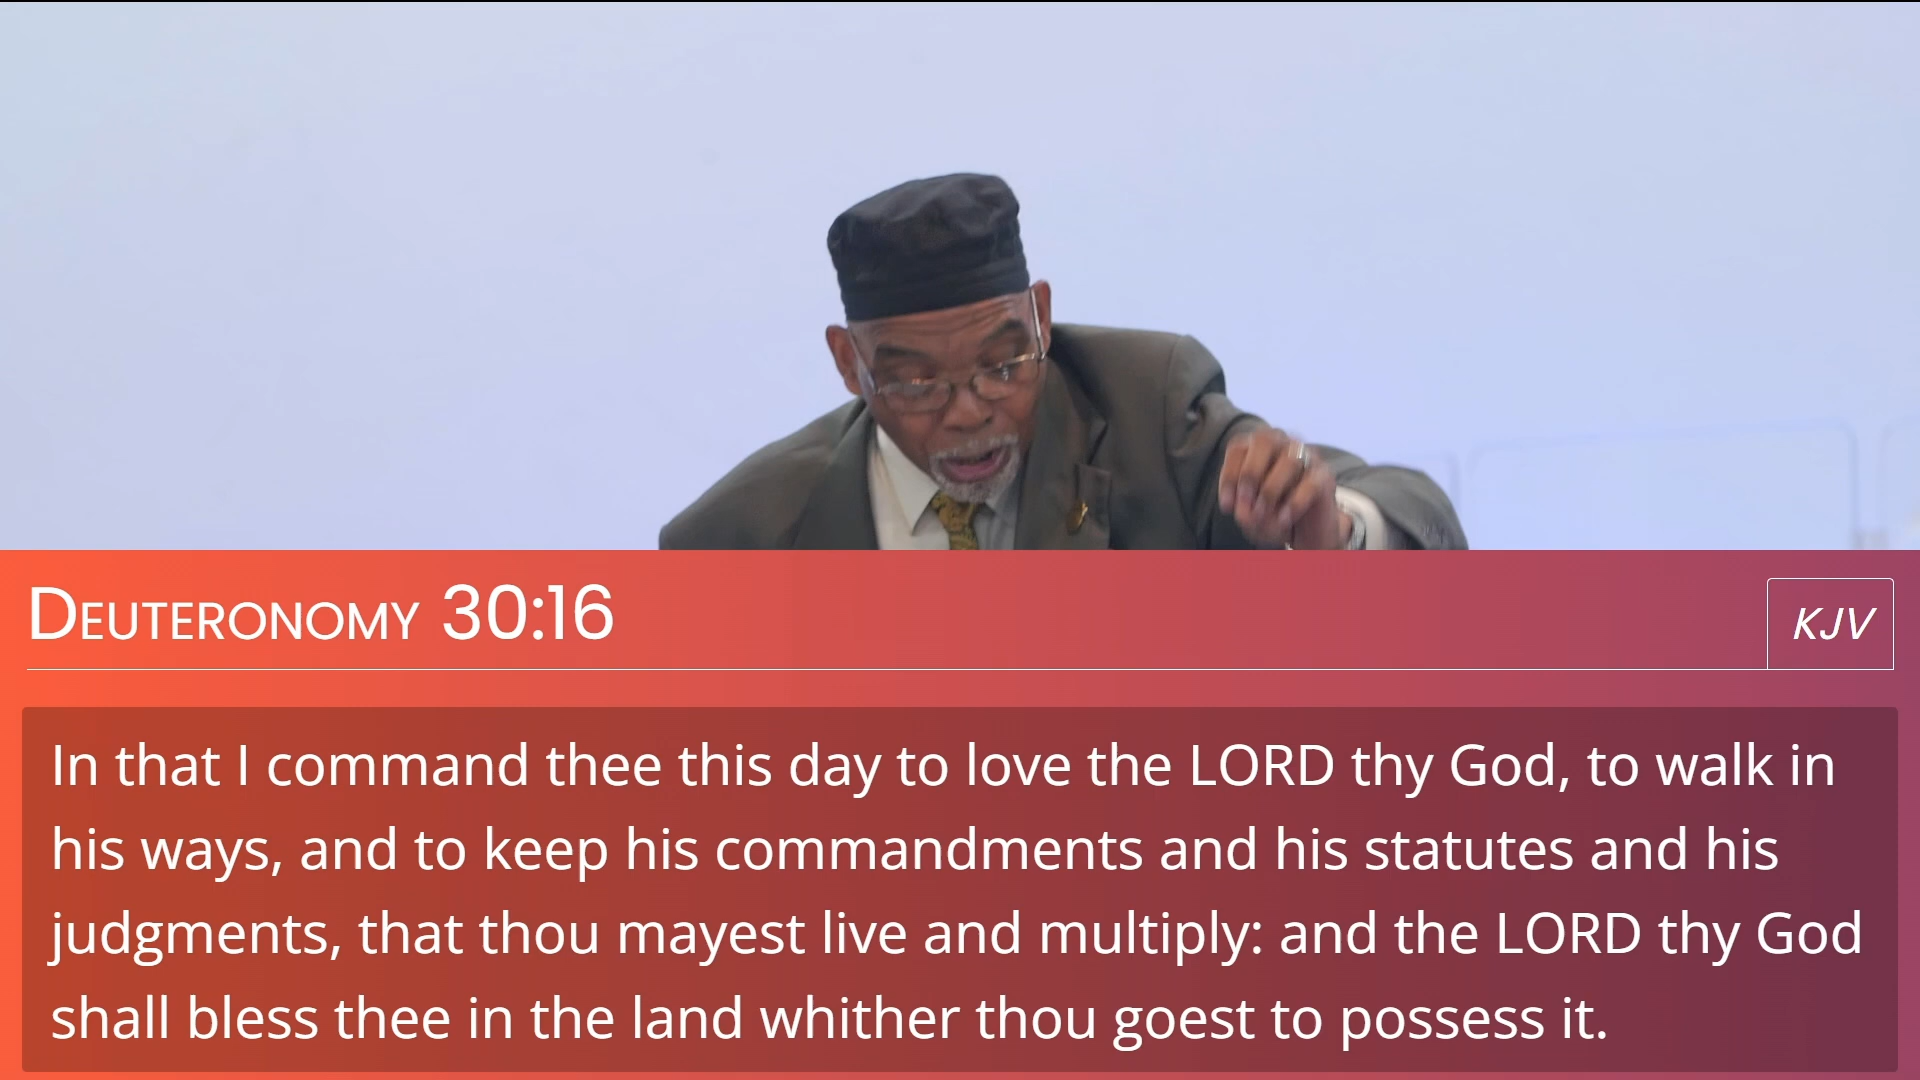 Deuteronomy 30:16
KJV
In that I command thee this day to love the LORD thy God, to walk in
his ways, and to keep his commandments and his statutes and his
judgments, that thou mayest live and multiply: and the LORD thy God
shall bless thee in the land whither thou goest to possess it.